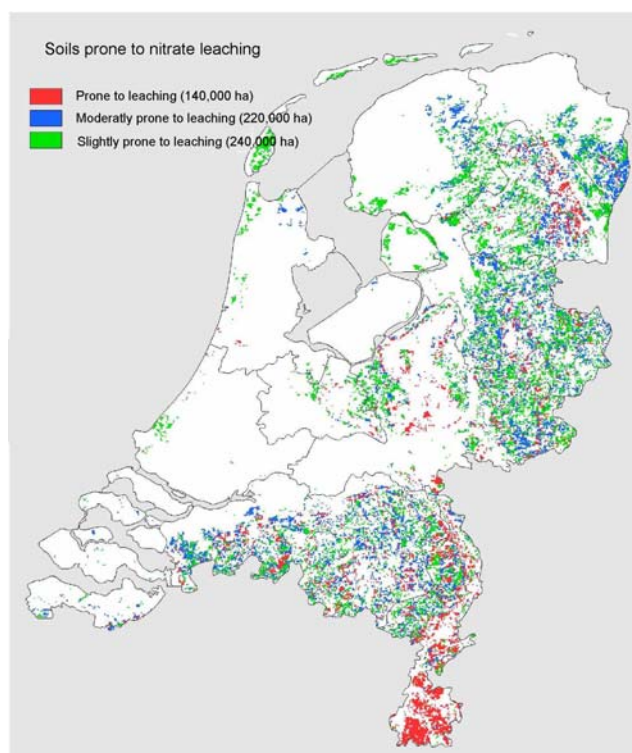 Soils prone to nitrate leaching
Prone to leaching (140,000 ha)
Moderatly prone to leaching (220,000 ha)
Slightly prone to leaching (240,000 ha)